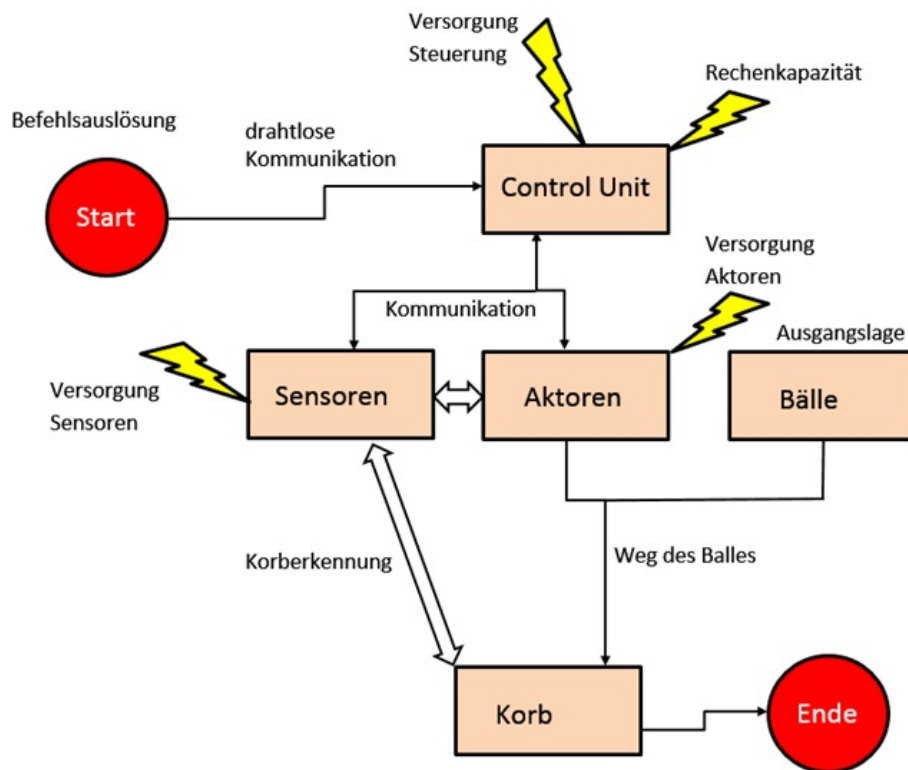 Versorgung
Steuerung
Rechenkapazität
Befehlsauslösung
drahtlose
Kommunikation
Control Unit
Start
Versorgung
Aktoren
Kommunikation
Ausgangslage
Versorgung
Sensoren
Sensoren
Aktoren
Bälle
Korberkennung
Weg des Balles
Korb
Ende